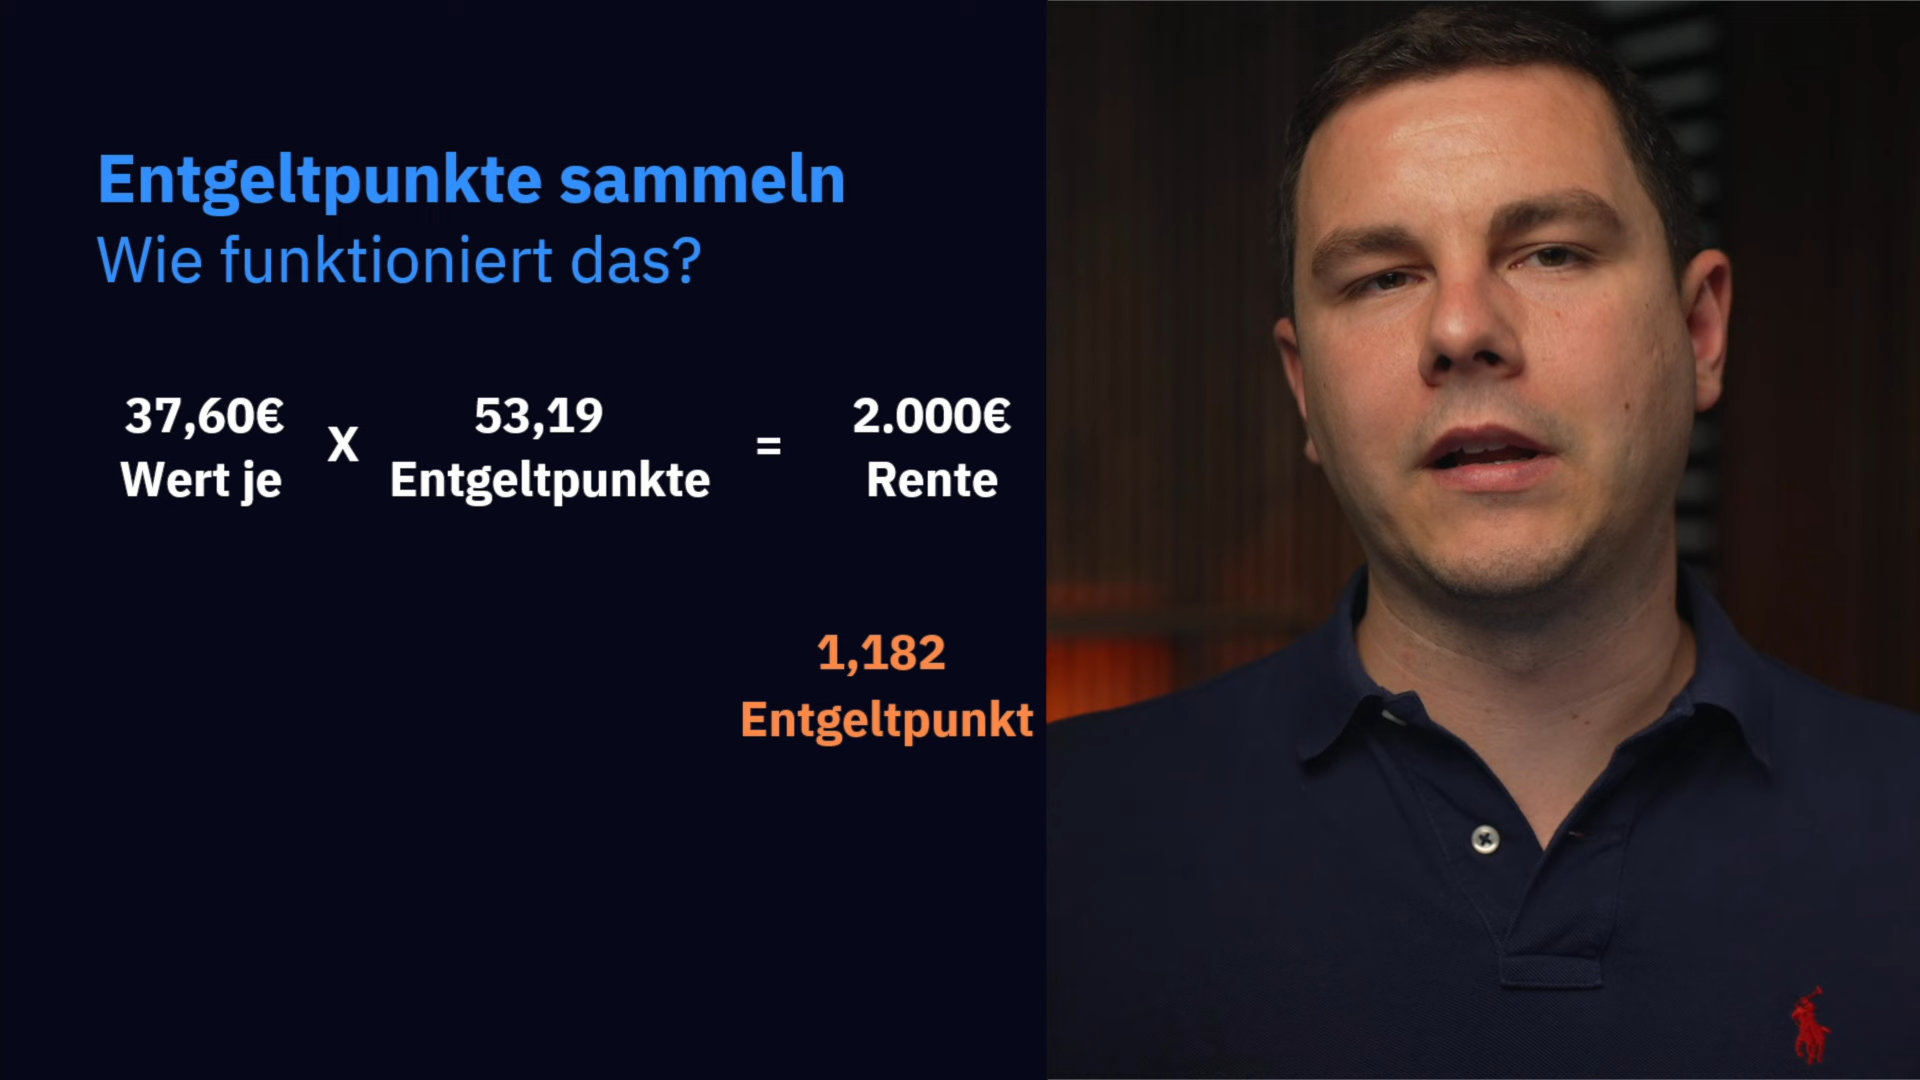 Entgeltpunkte sammeln
Wie funktioniert das?
37,60€ X 53,19 = 2.000€
Wert je Entgeltpunkte Rente
1,182
Entgeltpunkt